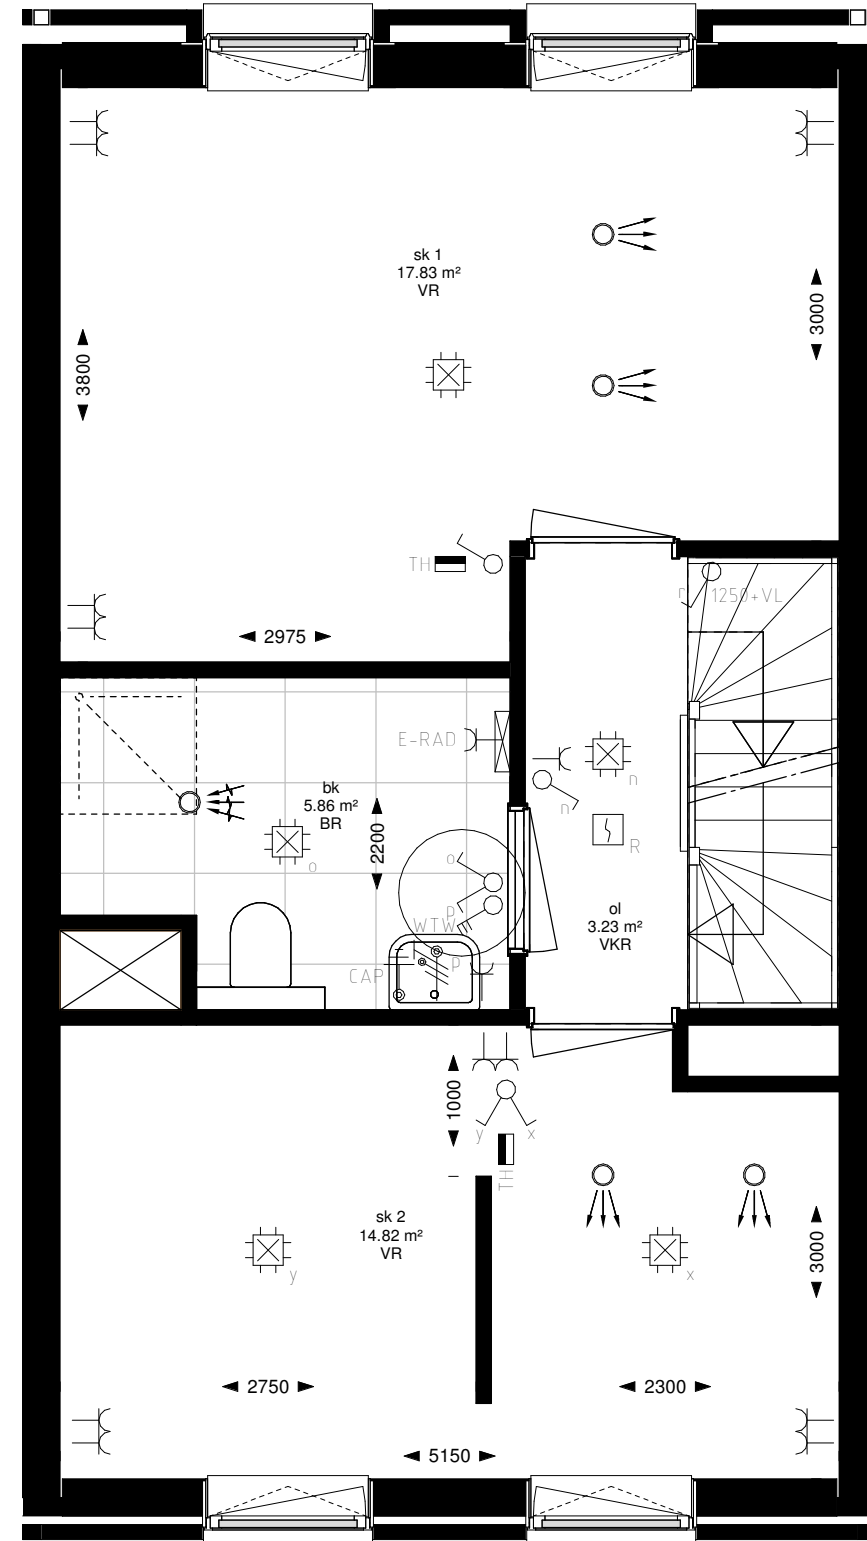 sk 1
17.83 m²
VR
3000
3800
TH
1250+VL
2975
E-RAD
n
bk
5.86 m²
BR
2200
n
R
o
o
p
ol
3.23 m²
VKR
WTW
CAP
p
1000
y
x
TH
sk 2
14.82 m²
VR
3000
y
x
2750
2300
5150